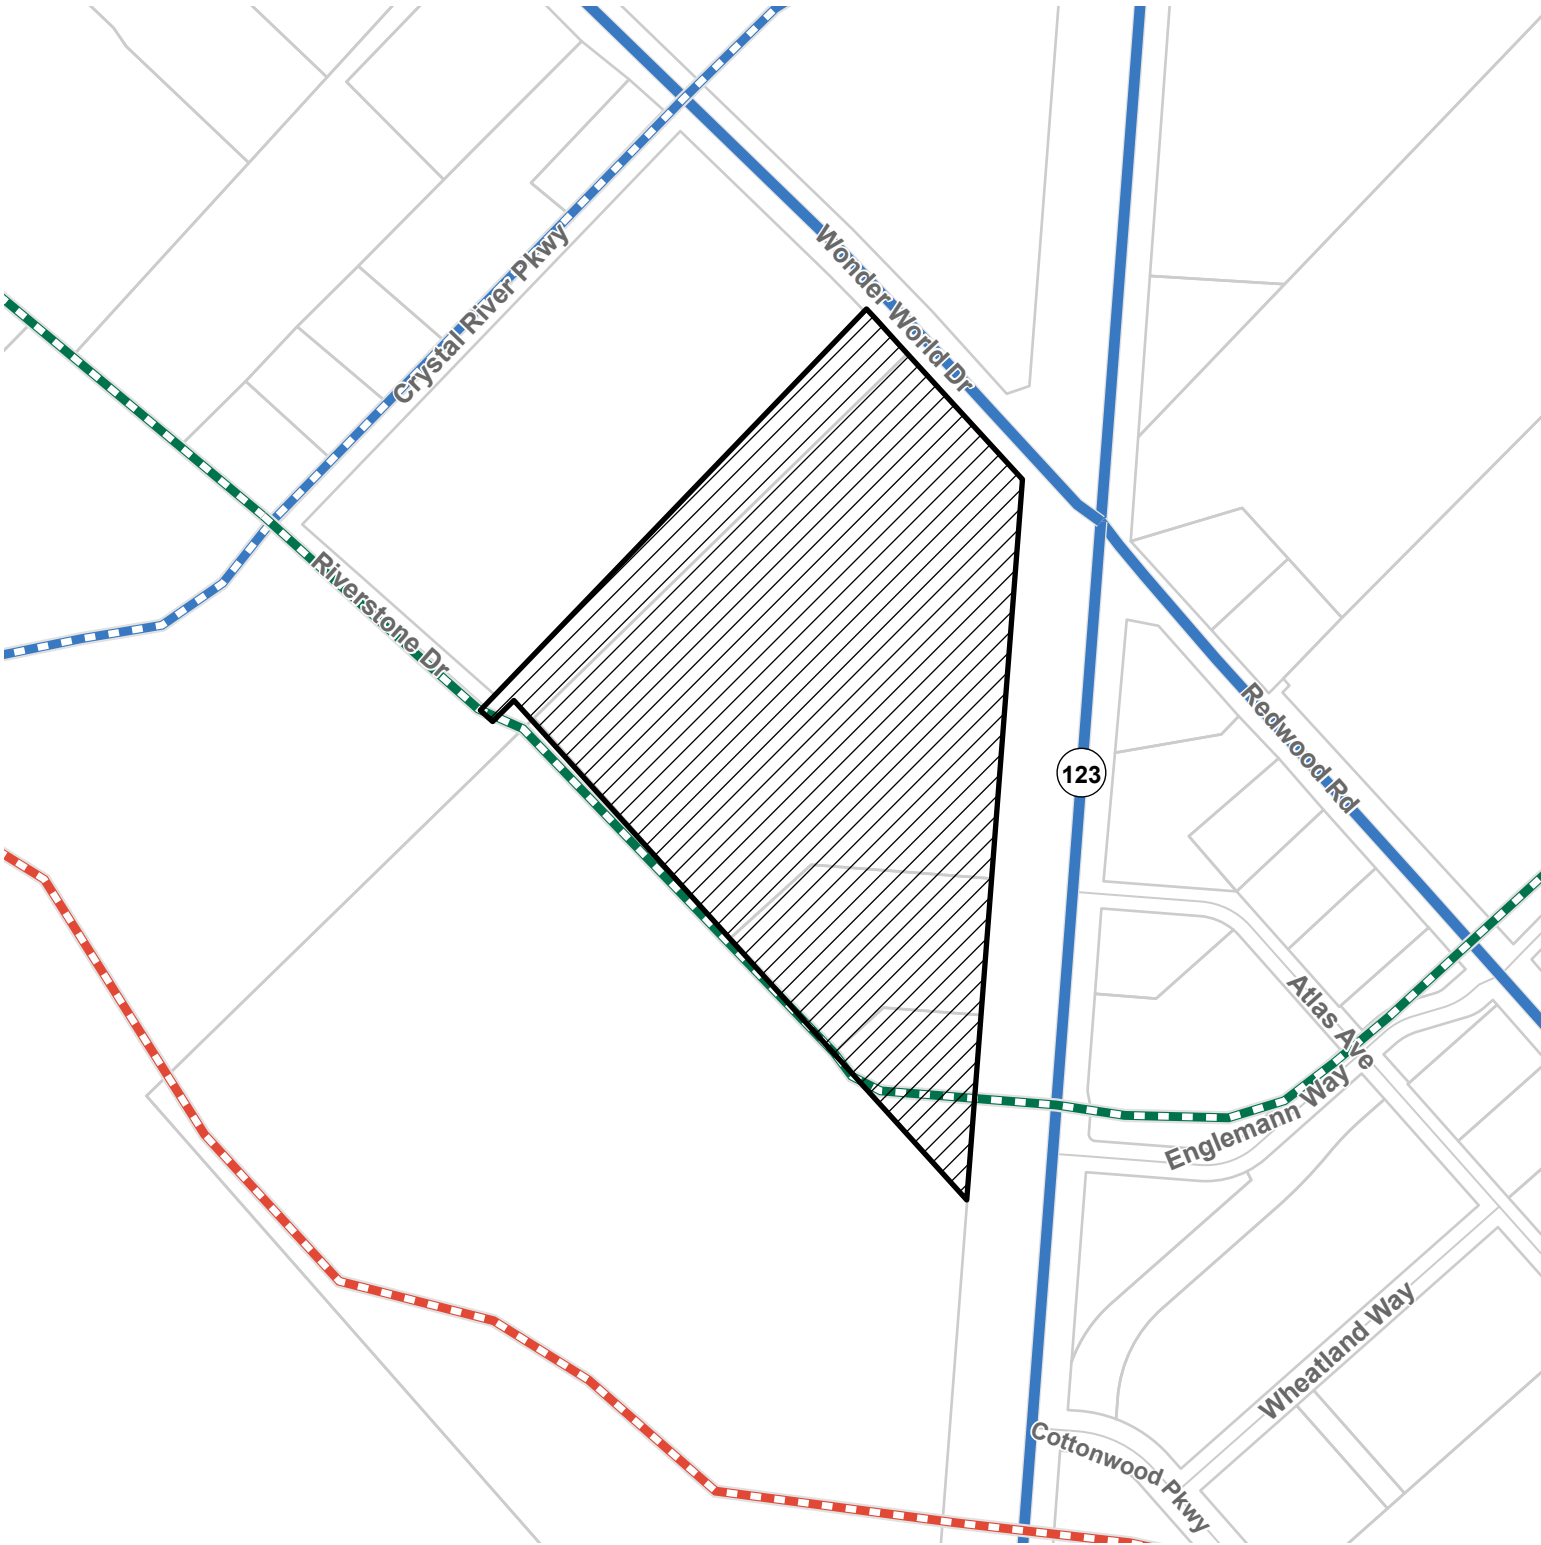 Wonder World Dr
Crystal River Pkwy
Riverstone Dr
123
Redwood Rd
Atlas Ave
Englemann Way
Wheatland Way
Cottonwood Pkwy